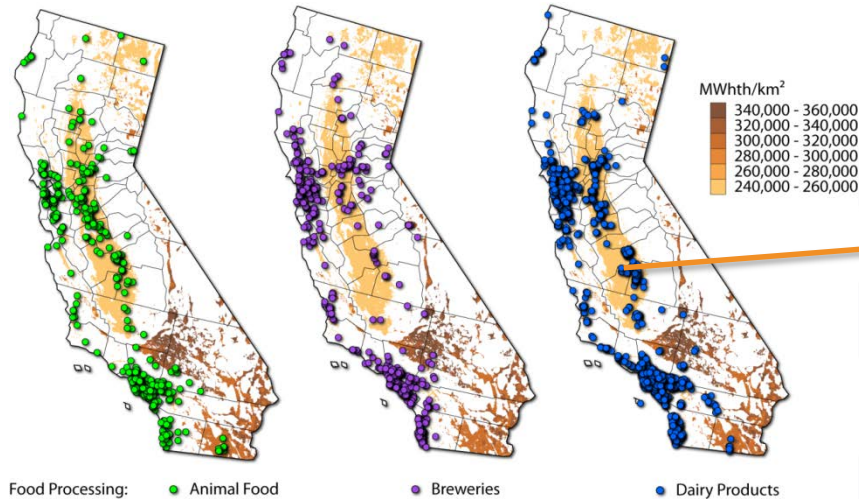 MWhth/km²
340,000 - 360,000
320,000 - 340,000
300,000 - 320,000
280,000 - 300,000
260,000 - 280,000
240,000 - 260,000
Food Processing: Animal Food Breweries Dairy Products